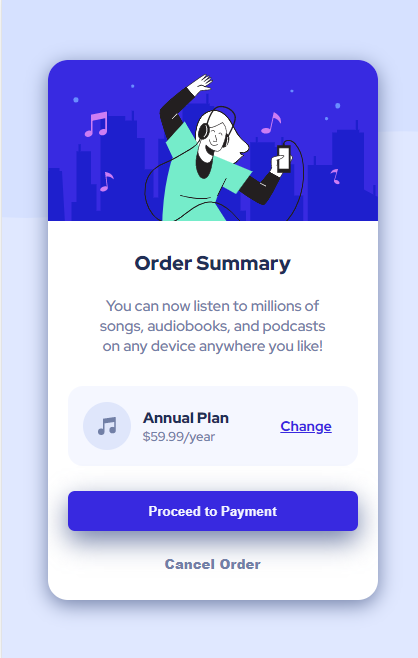 Order Summary
You can now listen to millions of
songs, audiobooks, and podcasts
on any device anywhere you like!
Annual Plan
$59.99/year
Change
Proceed to Payment
Cancel Order